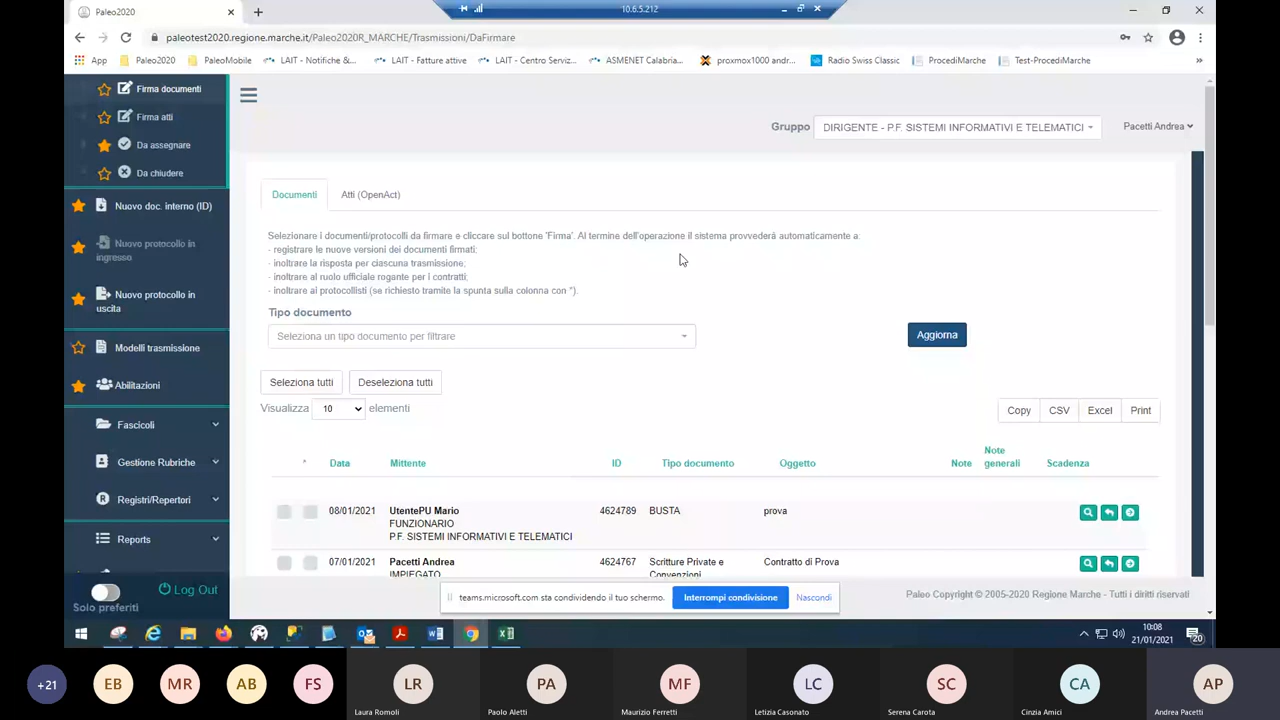 Paleo2020
10.6.5.212
paleotest2020.regione.marche.it/Paleo2020R_MARCHE/Trasmissioni/DaFirmare
App Paleo2020 PaleoMobile LAIT - Notifiche &... LAIT - Fatture attive LAIT - Centro Serviz... ASMENET Calabria... proxmox1000 andr... Radio Swiss Classic ProcediMarche Test-ProcediMarche »
Firma documenti
Firma atti
Da assegnare
Da chiudere
Nuovo doc. interno (ID)
Nuovo protocollo in
ingresso
Nuovo protocollo in
uscita
Modelli trasmissione
Abilitazioni
Fascicoli
Gestione Rubriche
Registri/Repertori
Reports
Log Out
Solo preferiti
Gruppo DIRIGENTE - P.F. SISTEMI INFORMATIVI E TELEMATICI Pacetti Andrea
Documenti Atti (OpenAct)
Selezionare i documenti/protocolli da firmare e cliccare sul bottone 'Firma'. Al termine dell'operazione il sistema provvederà automaticamente a:
- registrare le nuove versioni dei documenti firmati;
- inoltrare la risposta per ciascuna trasmissione;
- inoltrare al ruolo ufficiale rogante per i contratti;
- inoltrare ai protocollisti (se richiesto tramite la spunta sulla colonna con *).
Tipo documento
Seleziona un tipo documento per filtrare
Aggiorna
Seleziona tutti Deseleziona tutti
Visualizza 10 elementi
Copy CSV Excel Print
* Data Mittente ID Tipo documento Oggetto Note Note generali Scadenza
08/01/2021 UtentePU Mario 4624789 BUSTA prova
FUNZIONARIO
P.F. SISTEMI INFORMATIVI E TELEMATICI
07/01/2021 Pacetti Andrea 4624767 Scritture Private e Contratto di Prova
IMPIEGATO Convenzioni
teams.microsoft.com sta condividendo il tuo schermo. Interrompi condivisione Nascondi
Paleo Copyright © 2005-2020 Regione Marche - Tutti i diritti riservati
10:08
21/01/2021
20
+21 EB MR AB FS LR PA MF LC SC CA AP
Laura Romoli Paolo Aletti Maurizio Ferretti Letizia Casonato Serena Carota Cinzia Amici Andrea Pacetti